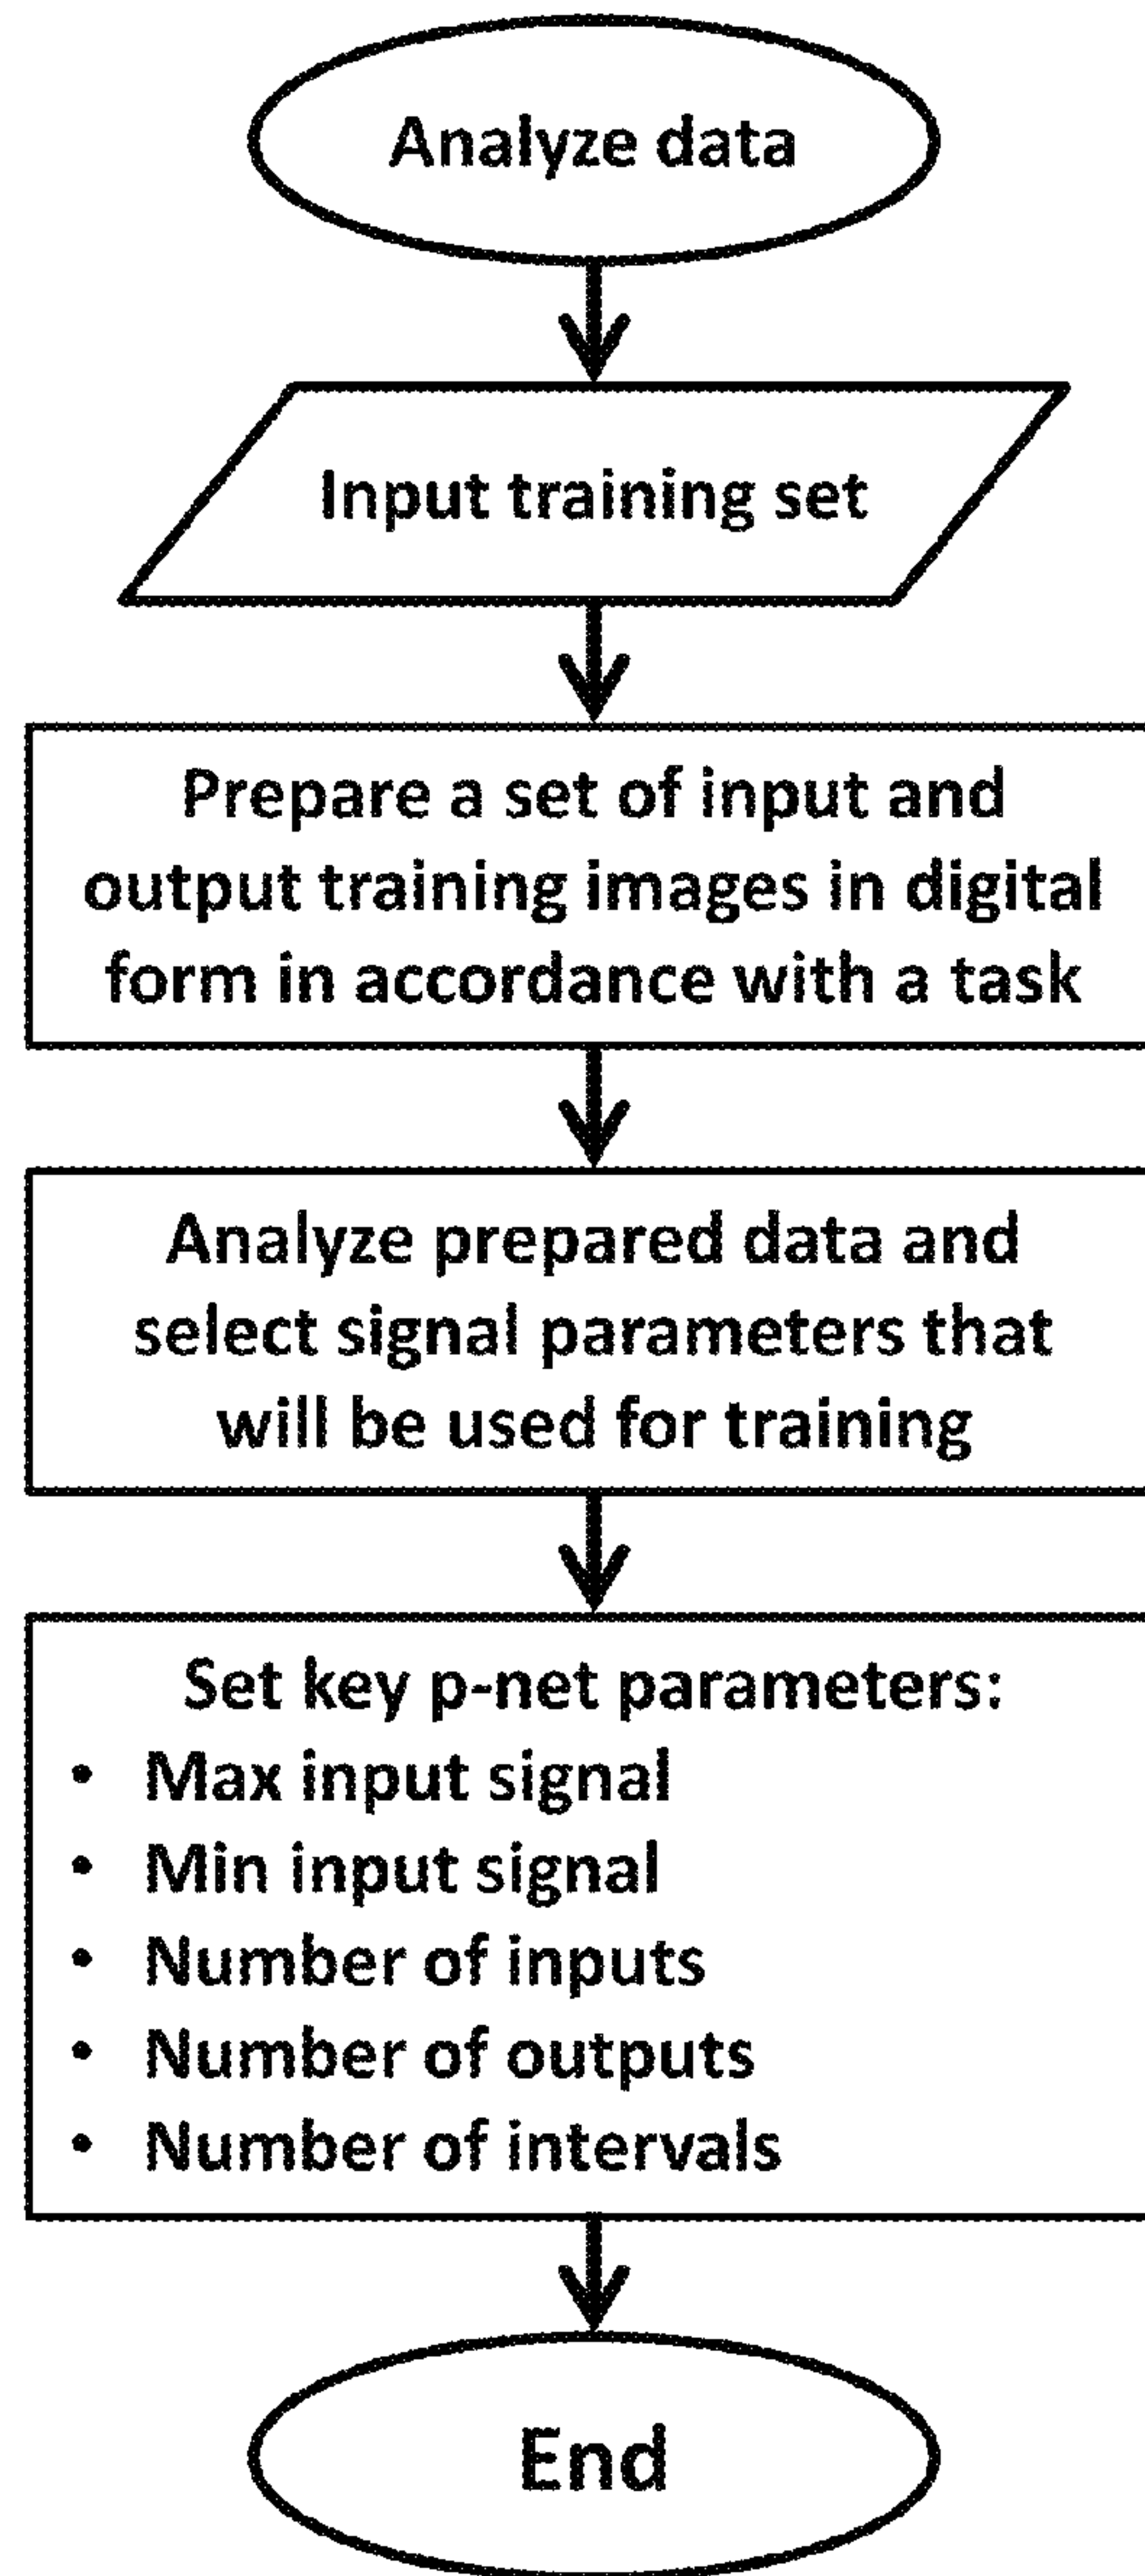 Analyze data
Input training set
Prepare a set of input and
output training images in digital
form in accordance with a task
Analyze prepared data and
select signal parameters that
will be used for training
Set key p-net parameters:
• Max input signal
• Min input signal
• Number of inputs
• Number of outputs
• Number of intervals
End